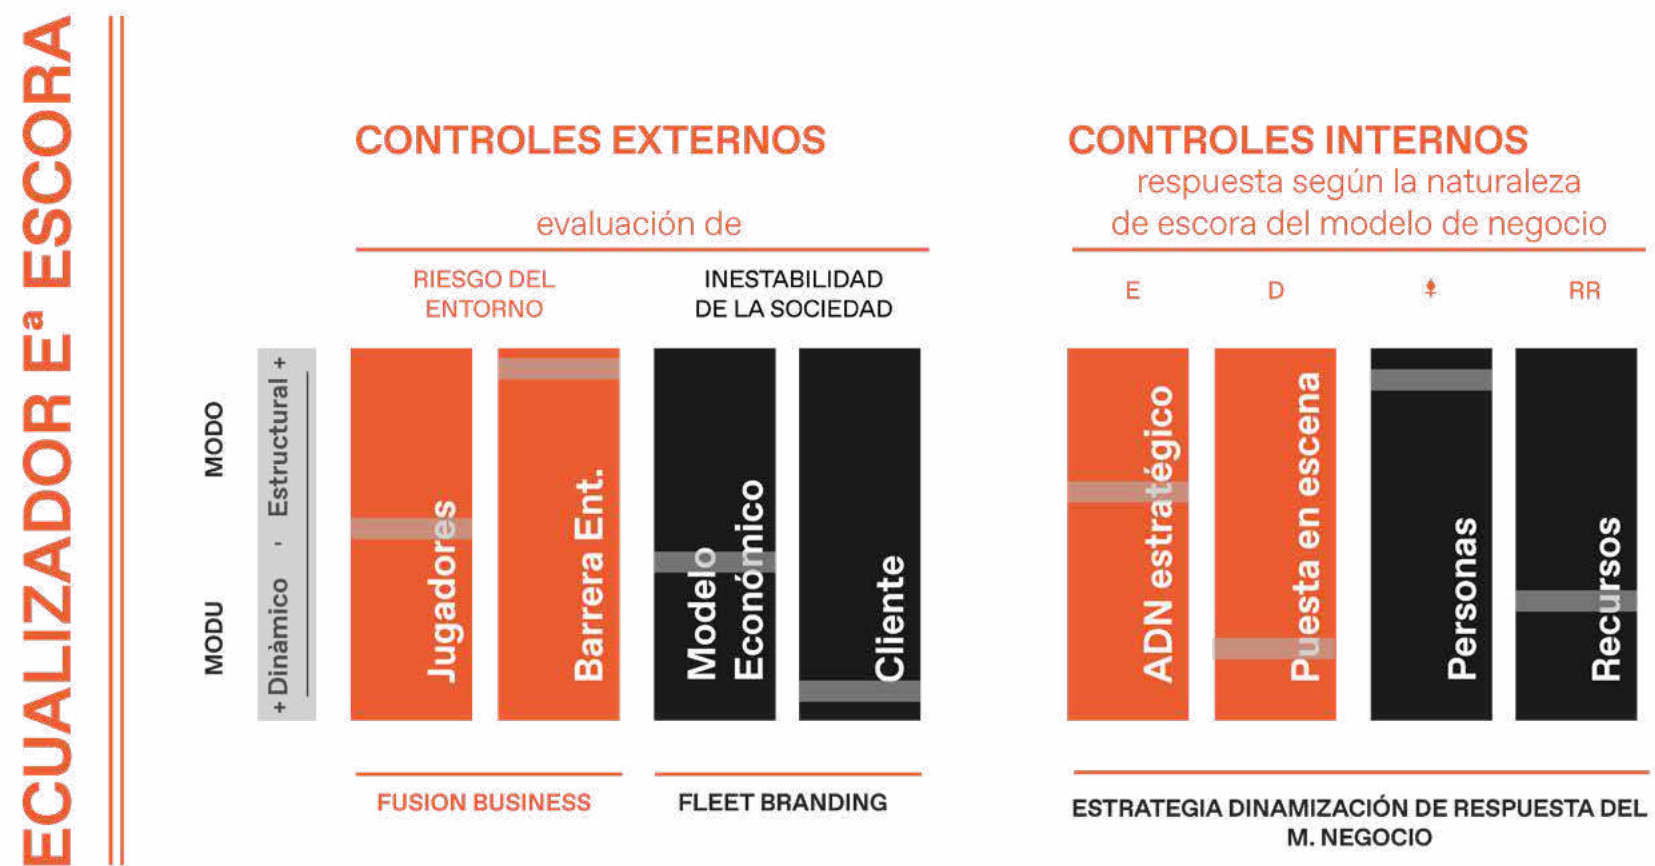 ECUALIZADOR Eª ESCORA
CONTROLES EXTERNOS
evaluación de
RIESGO DEL
ENTORNO
INESTABILIDAD
DE LA SOCIEDAD
CONTROLES INTERNOS
respuesta según la naturaleza
de escora del modelo de negocio
E
D
RR
MODO
MODU
+ Dinàmico - Estructural +
Jugadores
Barrera Ent.
Modelo
Económico
Cliente
ADN estratégico
Puesta en escena
Personas
Recursos
FUSION BUSINESS
FLEET BRANDING
ESTRATEGIA DINAMIZACIÓN DE RESPUESTA DEL
M. NEGOCIO